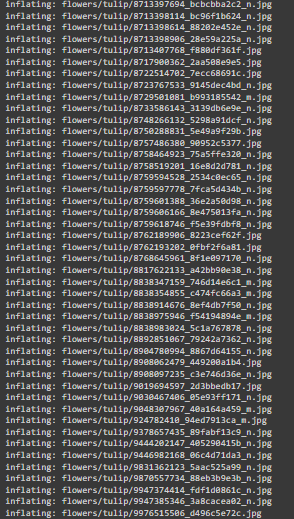 inflating: flowers/tulip/8713397694_bcbcbba2c2_n.jpg
inflating: flowers/tulip/8713398114_bc96f1b624_n.jpg
inflating: flowers/tulip/8713398614_88202e452e_n.jpg
inflating: flowers/tulip/8713398906_28e59a225a_n.jpg
inflating: flowers/tulip/8713407768_f880df361f.jpg
inflating: flowers/tulip/8717900362_2aa508e9e5.jpg
inflating: flowers/tulip/8722514702_7ecc68691c.jpg
inflating: flowers/tulip/8723767533_9145dec4bd_n.jpg
inflating: flowers/tulip/8729501081_b993185542_m.jpg
inflating: flowers/tulip/8733586143_3139db6e9e_n.jpg
inflating: flowers/tulip/8748266132_5298a91dcf_n.jpg
inflating: flowers/tulip/8750288831_5e49a9f29b.jpg
inflating: flowers/tulip/8757486380_90952c5377.jpg
inflating: flowers/tulip/8758464923_75a5ffe320_n.jpg
inflating: flowers/tulip/8758519201_16e8d2d781_n.jpg
inflating: flowers/tulip/8759594528_2534c0ec65_n.jpg
inflating: flowers/tulip/8759597778_7fca5d434b_n.jpg
inflating: flowers/tulip/8759601388_36e2a50d98_n.jpg
inflating: flowers/tulip/8759606166_8e475013fa_n.jpg
inflating: flowers/tulip/8759618746_f5e39fdbf8_n.jpg
inflating: flowers/tulip/8762189906_8223cef62f.jpg
inflating: flowers/tulip/8762193202_0fbf2f6a81.jpg
inflating: flowers/tulip/8768645961_8f1e097170_n.jpg
inflating: flowers/tulip/8817622133_a42bb90e38_n.jpg
inflating: flowers/tulip/8838347159_746d14e6c1_m.jpg
inflating: flowers/tulip/8838354855_c474fc66a3_m.jpg
inflating: flowers/tulip/8838914676_8ef4db7f50_n.jpg
inflating: flowers/tulip/8838975946_f54194894e_m.jpg
inflating: flowers/tulip/8838983024_5c1a767878_n.jpg
inflating: flowers/tulip/8892851067_79242a7362_n.jpg
inflating: flowers/tulip/8904780994_8867d64155_n.jpg
inflating: flowers/tulip/8908062479_449200a1b4.jpg
inflating: flowers/tulip/8908097235_c3e746d36e_n.jpg
inflating: flowers/tulip/9019694597_2d3bbedb17.jpg
inflating: flowers/tulip/9030467406_05e93ff171_n.jpg
inflating: flowers/tulip/9048307967_40a164a459_m.jpg
inflating: flowers/tulip/924782410_94ed7913ca_m.jpg
inflating: flowers/tulip/9378657435_89fabf13c9_n.jpg
inflating: flowers/tulip/9444202147_405290415b_n.jpg
inflating: flowers/tulip/9446982168_06c4d71da3_n.jpg
inflating: flowers/tulip/9831362123_5aac525a99_n.jpg
inflating: flowers/tulip/9870557734_88eb3b9e3b_n.jpg
inflating: flowers/tulip/9947374414_fdf1d0861c_n.jpg
inflating: flowers/tulip/9947385346_3a8cacea02_n.jpg
inflating: flowers/tulip/9976515506_d496c5e72c.jpg